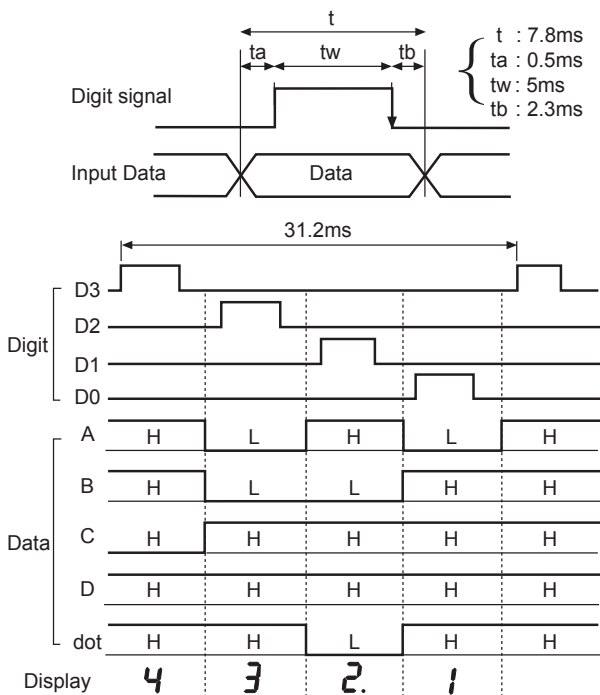 t
ta tw tb
t : 7.8ms
ta : 0.5ms
tw : 5ms
tb : 2.3ms
Digit signal
Input Data Data
31.2ms
D3
D2
Digit
D1
D0
A H L H L H
B H L L H H
C H H H H H
Data
D H H H H H
dot H H L H H
Display 4 3 2. 1